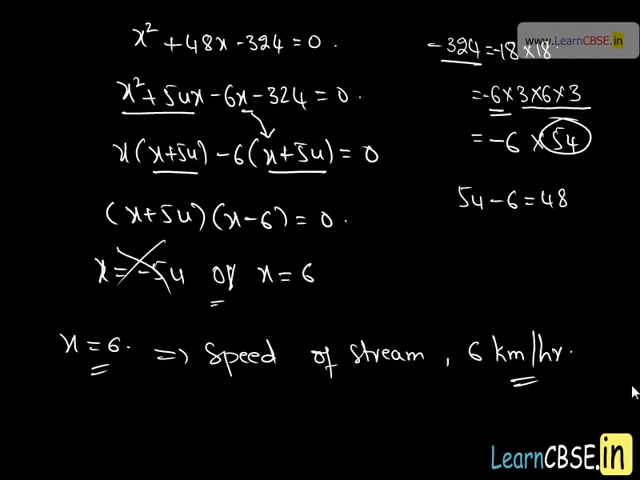 x² + 48x - 324 = 0.
x² + 54x - 6x - 324 = 0.
x(x+54) - 6(x+54) = 0
(x+54)(x-6) = 0.
x = -54 or x = 6
x = 6. ⇒ Speed of stream, 6 km/hr.
www.LearnCBSE.in
-324 = -18×18
= -6×3×6×3
= -6×54
54-6=48
LearnCBSE.in